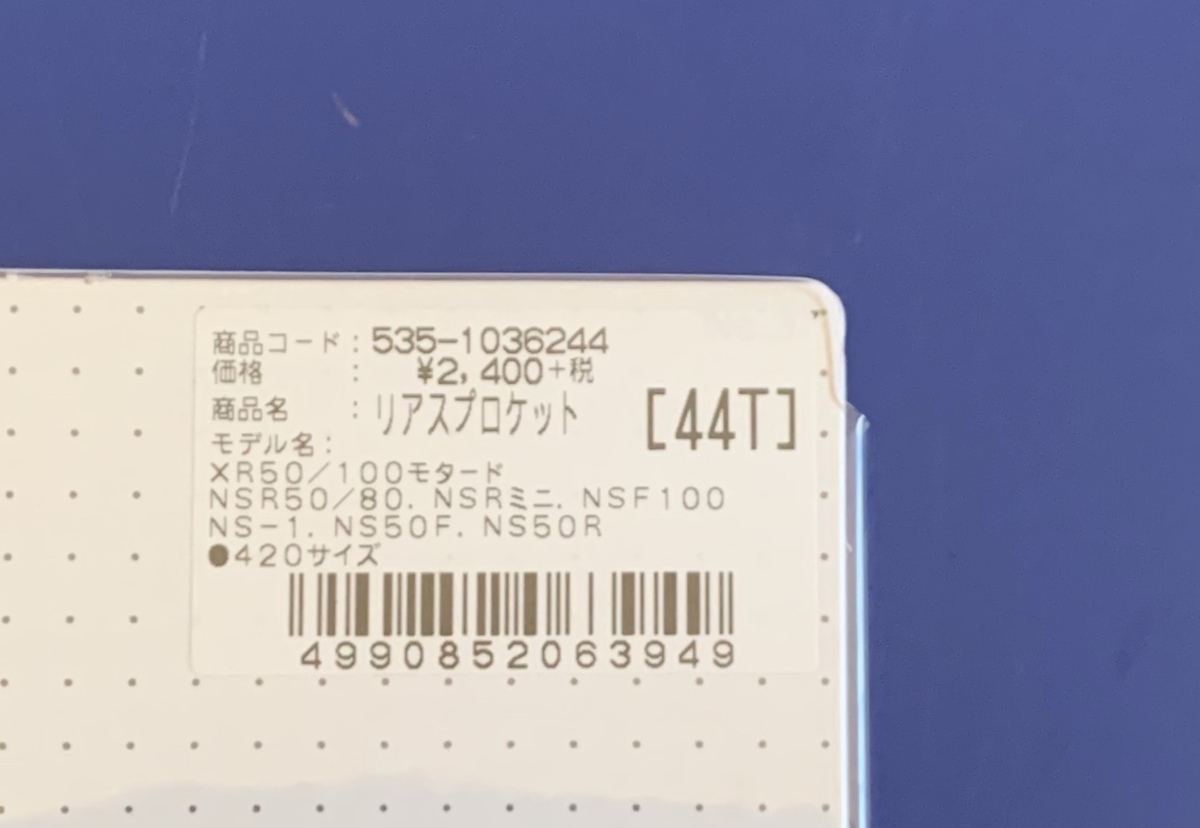 商品コード：535-1036244
価格　　　：　¥2,400+税
商品名　　：リアスプロケット ［44T］
モデル名：
XR50／100モタード
NSR50／80．NSRミニ．NSF100
NS−1．NS50F．NS50R
●420サイズ
4990852063949